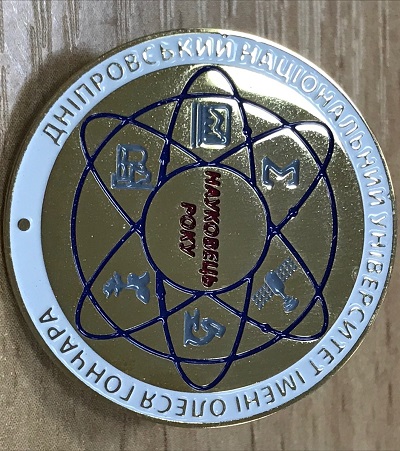 ДНІПРОВСЬКИЙ НАЦІОНАЛЬНИЙ УНІВЕРСИТЕТ ІМЕНІ ОЛЕСЯ ГОНЧАРА
НАУКОВЕЦЬ
РОКУ
Σ